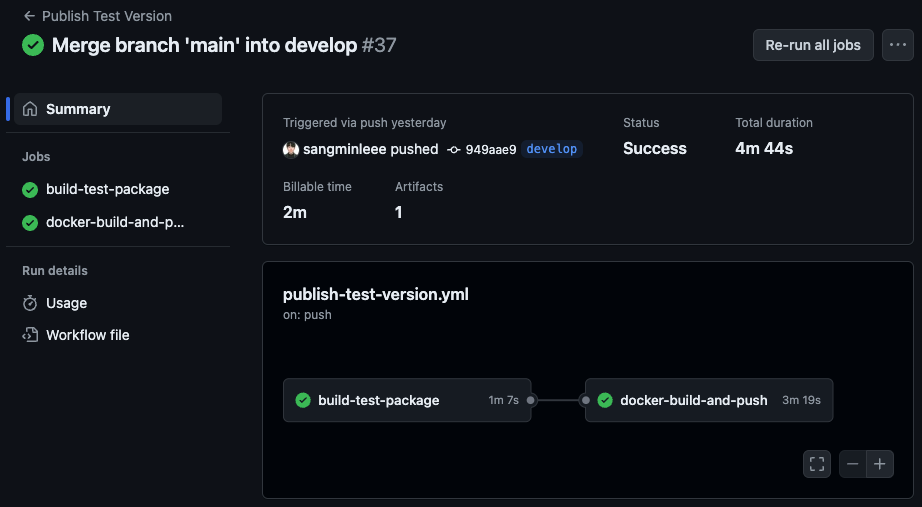 Publish Test Version
Merge branch 'main' into develop #37
Re-run all jobs
Summary
Jobs
build-test-package
docker-build-and-p...
Run details
Usage
Workflow file
Triggered via push yesterday
sangminleee pushed 949aae9 develop
Status
Success
Total duration
4m 44s
Billable time
2m
Artifacts
1
publish-test-version.yml
on: push
build-test-package 1m 7s
docker-build-and-push 3m 19s